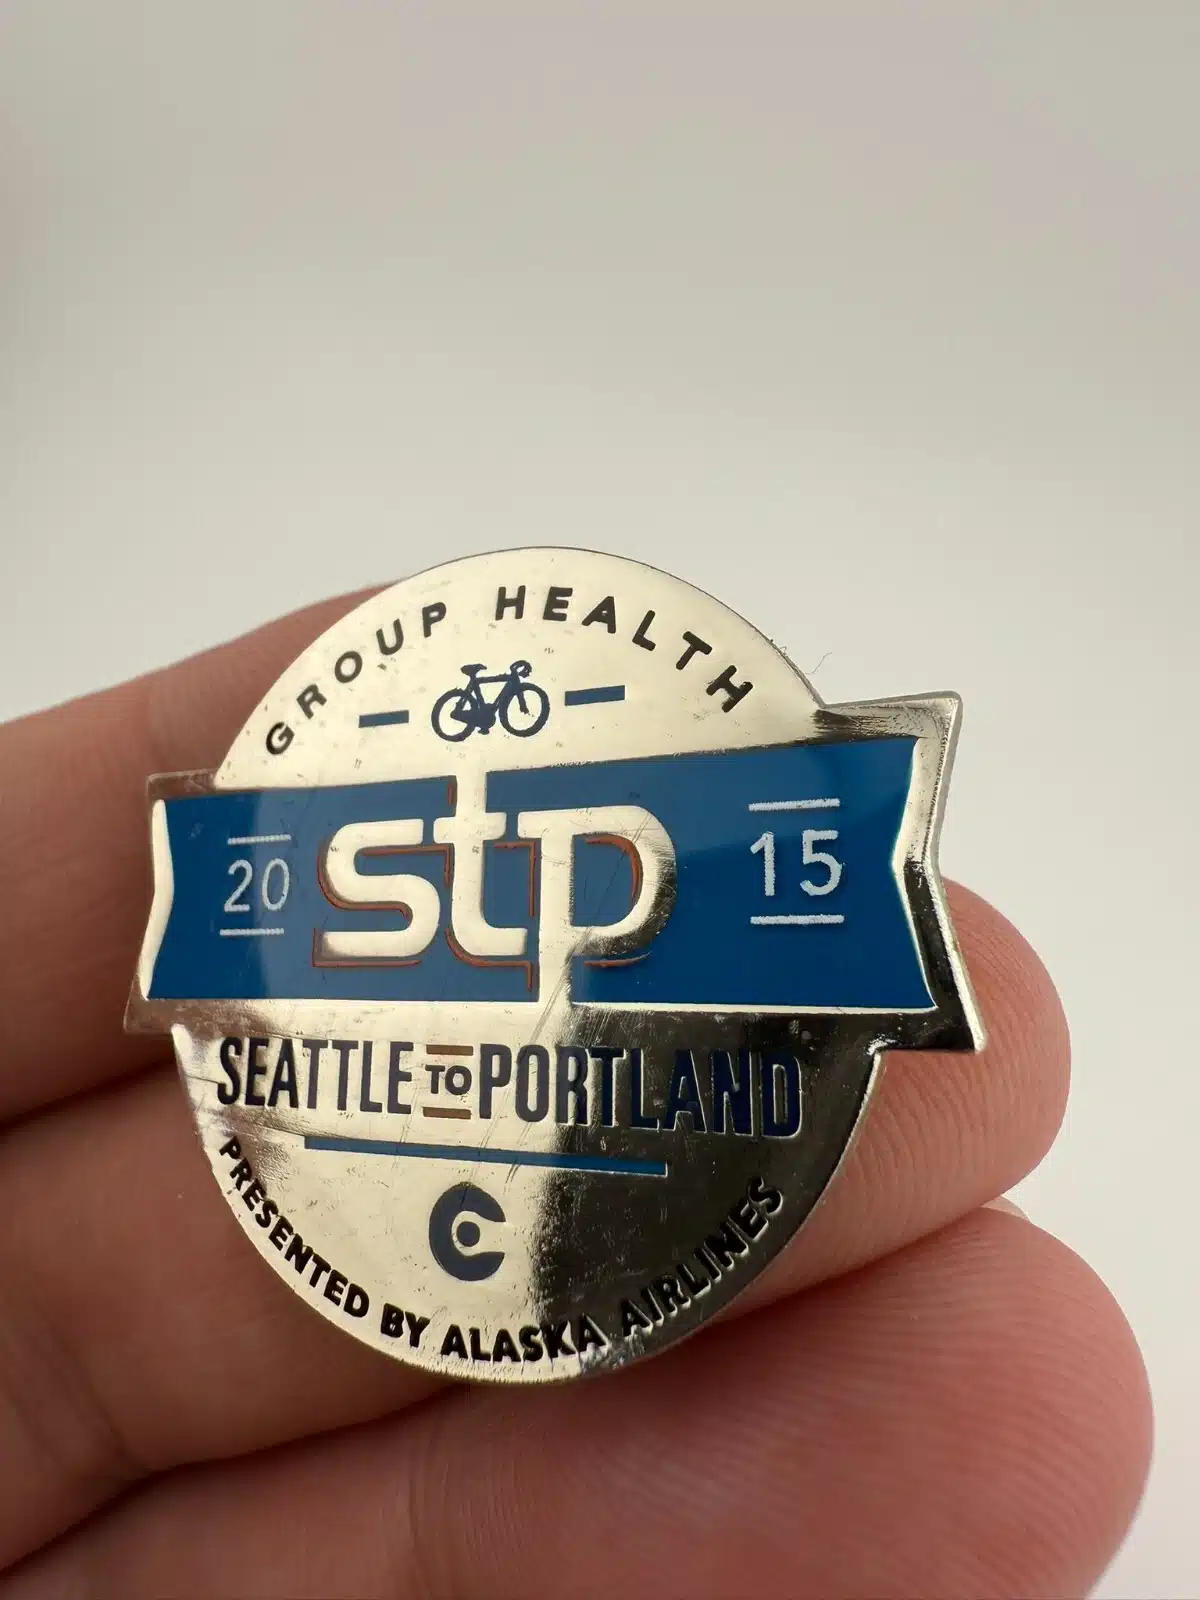 GROUP HEALTH
20 stp 15
SEATTLE TO PORTLAND
PRESENTED BY ALASKA AIRLINES